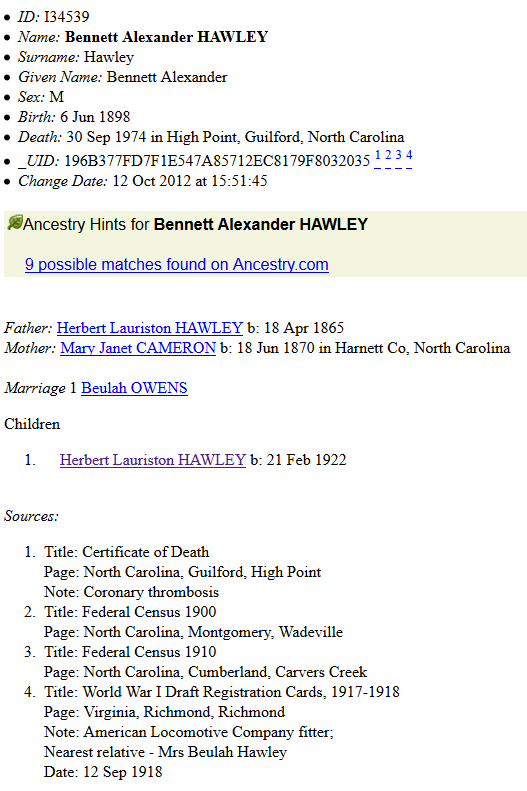 ID: I34539
Name: Bennett Alexander HAWLEY
Surname: Hawley
Given Name: Bennett Alexander
Sex: M
Birth: 6 Jun 1898
Death: 30 Sep 1974 in High Point, Guilford, North Carolina
_UID: 196B377FD7F1E547A85712EC8179F8032035 1 2 3 4
Change Date: 12 Oct 2012 at 15:51:45
Ancestry Hints for Bennett Alexander HAWLEY
9 possible matches found on Ancestry.com
Father: Herbert Lauriston HAWLEY b: 18 Apr 1865
Mother: Mary Janet CAMERON b: 18 Jun 1870 in Harnett Co, North Carolina
Marriage 1 Beulah OWENS
Children
1. Herbert Lauriston HAWLEY b: 21 Feb 1922
Sources:
1. Title: Certificate of Death
Page: North Carolina, Guilford, High Point
Note: Coronary thrombosis
2. Title: Federal Census 1900
Page: North Carolina, Montgomery, Wadeville
3. Title: Federal Census 1910
Page: North Carolina, Cumberland, Carvers Creek
4. Title: World War I Draft Registration Cards, 1917-1918
Page: Virginia, Richmond, Richmond
Note: American Locomotive Company fitter;
Nearest relative - Mrs Beulah Hawley
Date: 12 Sep 1918